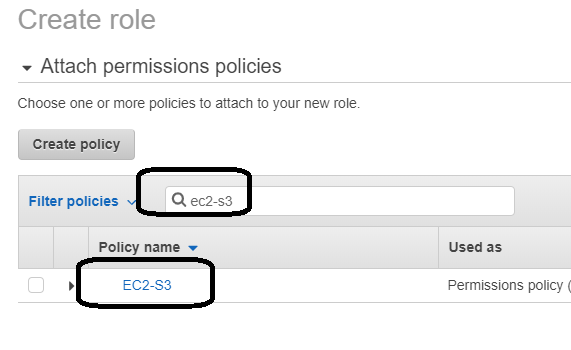 Create role
Attach permissions policies
Choose one or more policies to attach to your new role.
Create policy
Filter policies ec2-s3
Policy name Used as
EC2-S3 Permissions policy (